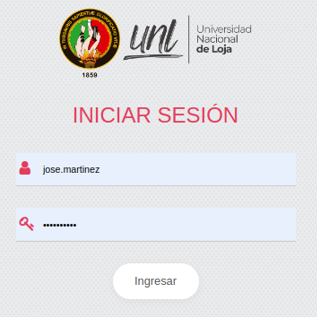 unl
Universidad
Nacional
de Loja
1859
INICIAR SESIÓN
jose.martinez
••••••••••
Ingresar